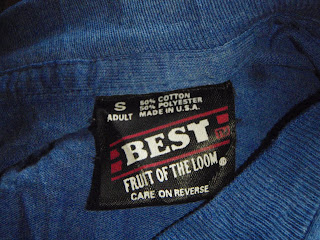 S 50% COTTON
50% POLYESTER
ADULT MADE IN U.S.A.
BEST
FRUIT OF THE LOOM®
CARE ON REVERSE